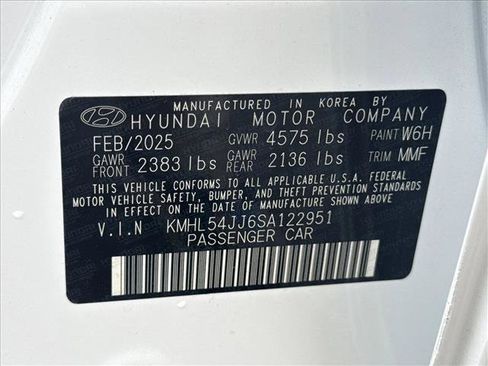 MANUFACTURED IN KOREA BY
HYUNDAI MOTOR COMPANY
FEB/2025 GVWR 4575 lbs PAINT W6H
GAWR FRONT 2383 lbs GAWR REAR 2136 lbs TRIM MMF
THIS VEHICLE CONFORMS TO ALL APPLICABLE U.S.A. FEDERAL
MOTOR VEHICLE SAFETY, BUMPER, AND THEFT PREVENTION STANDARDS
IN EFFECT ON THE DATE OF MANUFACTURE SHOWN ABOVE.
V.I.N KMHL54JJ6SA122951
PASSENGER CAR